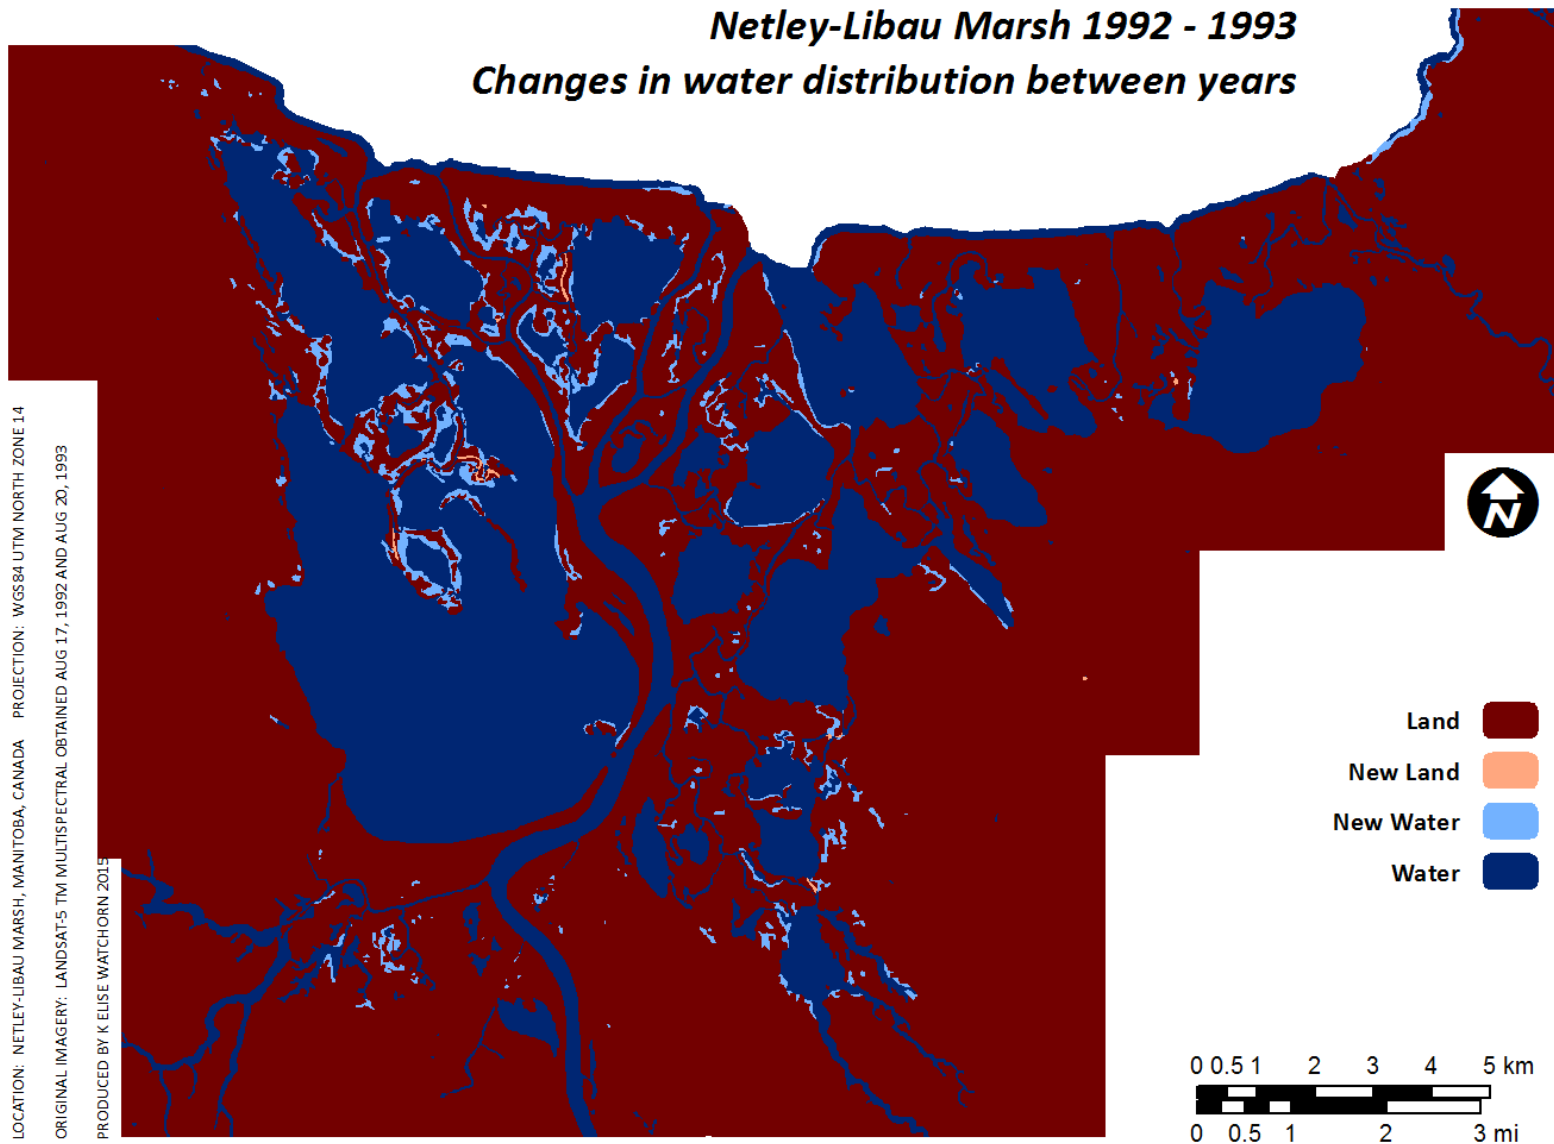 Netley-Libau Marsh 1992 - 1993
Changes in water distribution between years
LOCATION: NETLEY-LIBAU MARSH, MANITOBA, CANADA PROJECTION: WGS84 UTM NORTH ZONE 14
ORIGINAL IMAGERY: LANDSAT-5 TM MULTISPECTRAL OBTAINED AUG 17, 1992 AND AUG 20, 1993
PRODUCED BY K ELISE WATCHORN 2015
N
Land
New Land
New Water
Water
0 0.5 1 2 3 4 5 km
0 0.5 1 2 3 mi